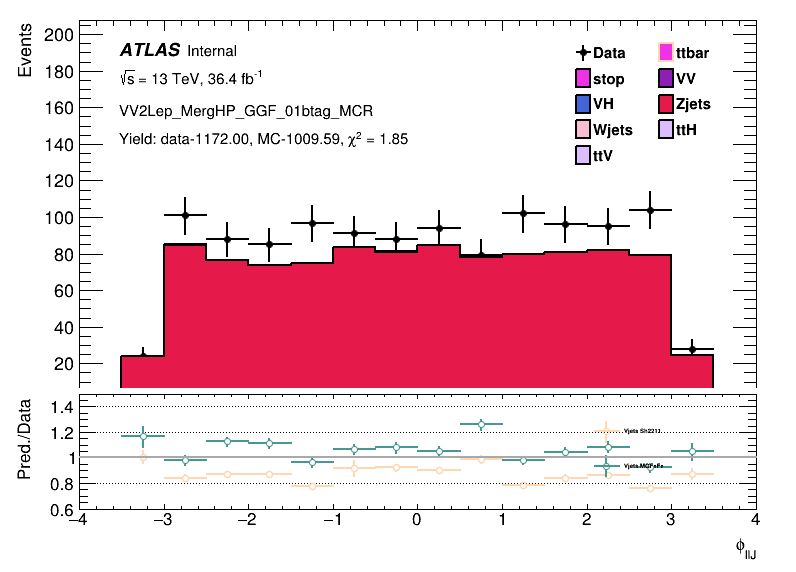 Events
200
180
160
140
120
100
80
60
40
20
ATLAS Internal
√s = 13 TeV, 36.4 fb⁻¹
VV2Lep_MergHP_GGF_01btag_MCR
Yield: data-1172.00, MC-1009.59, χ² = 1.85
Data ttbar
stop VV
VH Zjets
Wjets ttH
ttV
Pred./Data
1.4
1.2
1
0.8
0.6
Vjets Sh2211
−4 −3 −2 −1 0 1 2 3 4
ϕ_llJ